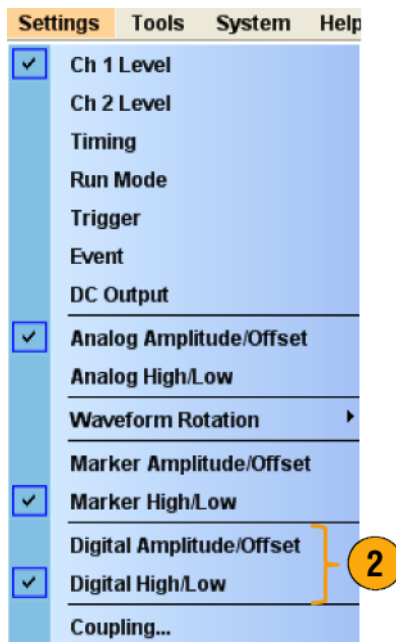 Settings Tools System Help
Ch 1 Level
Ch 2 Level
Timing
Run Mode
Trigger
Event
DC Output
Analog Amplitude/Offset
Analog High/Low
Waveform Rotation
Marker Amplitude/Offset
Marker High/Low
Digital Amplitude/Offset
2
Digital High/Low
Coupling...